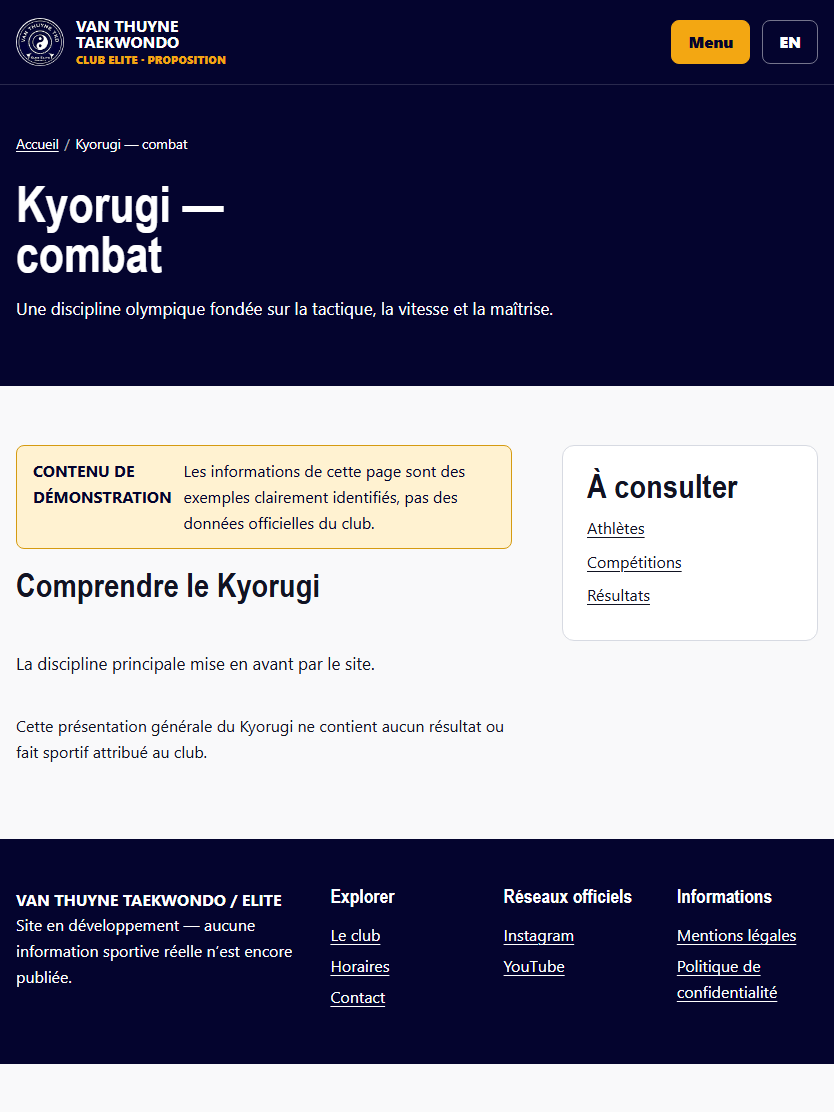 VAN THUYNE
TAEKWONDO
CLUB ELITE · PROPOSITION
Menu
EN
Accueil / Kyorugi — combat
Kyorugi —
combat
Une discipline olympique fondée sur la tactique, la vitesse et la maîtrise.
CONTENU DE
DÉMONSTRATION
Les informations de cette page sont des
exemples clairement identifiés, pas des
données officielles du club.
Comprendre le Kyorugi
La discipline principale mise en avant par le site.
Cette présentation générale du Kyorugi ne contient aucun résultat ou
fait sportif attribué au club.
À consulter
Athlètes
Compétitions
Résultats
VAN THUYNE TAEKWONDO / ELITE
Site en développement — aucune
information sportive réelle n’est encore
publiée.
Explorer
Le club
Horaires
Contact
Réseaux officiels
Instagram
YouTube
Informations
Mentions légales
Politique de
confidentialité